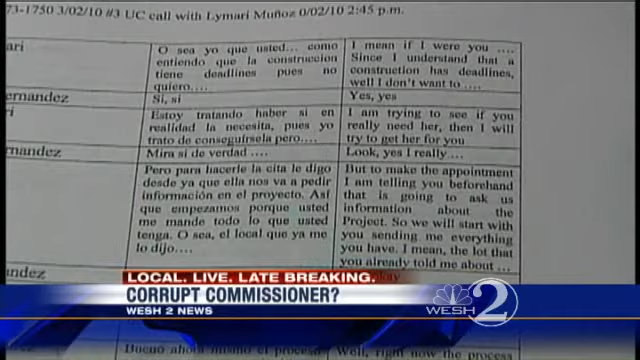 73-1750 3/02/10 #3 UC call with Lymari Muñoz 0/02/10 2:45 p.m.
ari
O sea yo que usted... como
entiendo que la construccion
tiene deadlines pues no
quiero....
I mean if I were you ....
Since I understand that a
construction has deadlines,
well I don't want to .....
ernandez
Si, si
Yes, yes
ri
Estoy tratando haber si en
realidad la necesita, pues yo
trato de conseguírsela pero....
I am trying to see if you
really need her, then I will
try to get her for you
rnandez
Mira si de verdad ....
Look, yes I really....
Pero para hacerle la cita le digo
desde ya que ella nos va a pedir
información en el proyecto. Así
que empezamos porque usted
me mande todo lo que usted
tenga. O sea, el local que ya me
lo dijo....
But to make the appointment
I am telling you beforehand
that is going to ask us
information about the
Project. So we will start with
you sending me everything
you have. I mean, the lot that
you already told me about ...
andez
okay
LOCAL. LIVE. LATE BREAKING.
CORRUPT COMMISSIONER?
WESH 2 NEWS
WESH 2
Bueno ahora mismo el proceso
Well, right now the process